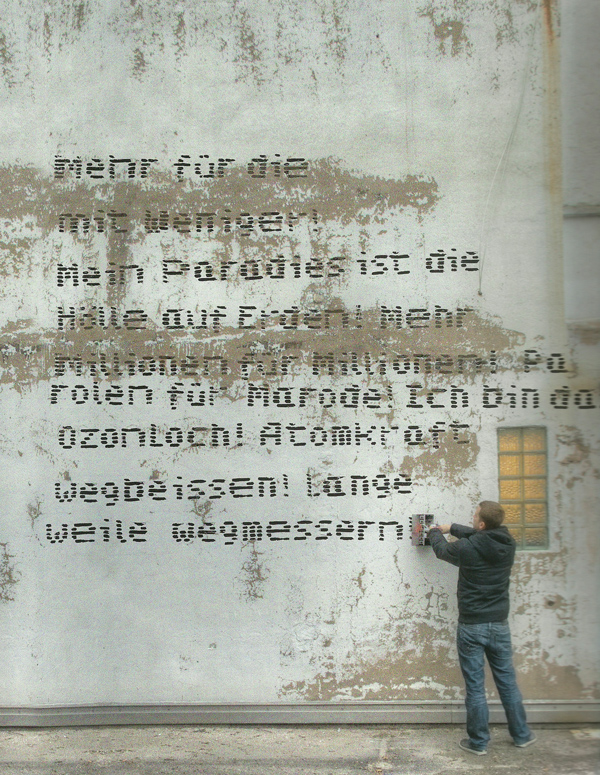 Mehr für die
mit Weniger!
Mein Paradies ist die
Hölle auf Erden! Mehr
Millionen für Millionen! Pa
rolen für Marode! Ich bin da
Ozonloch! Atomkraft
wegbeissen! Lange
weile wegmessern!